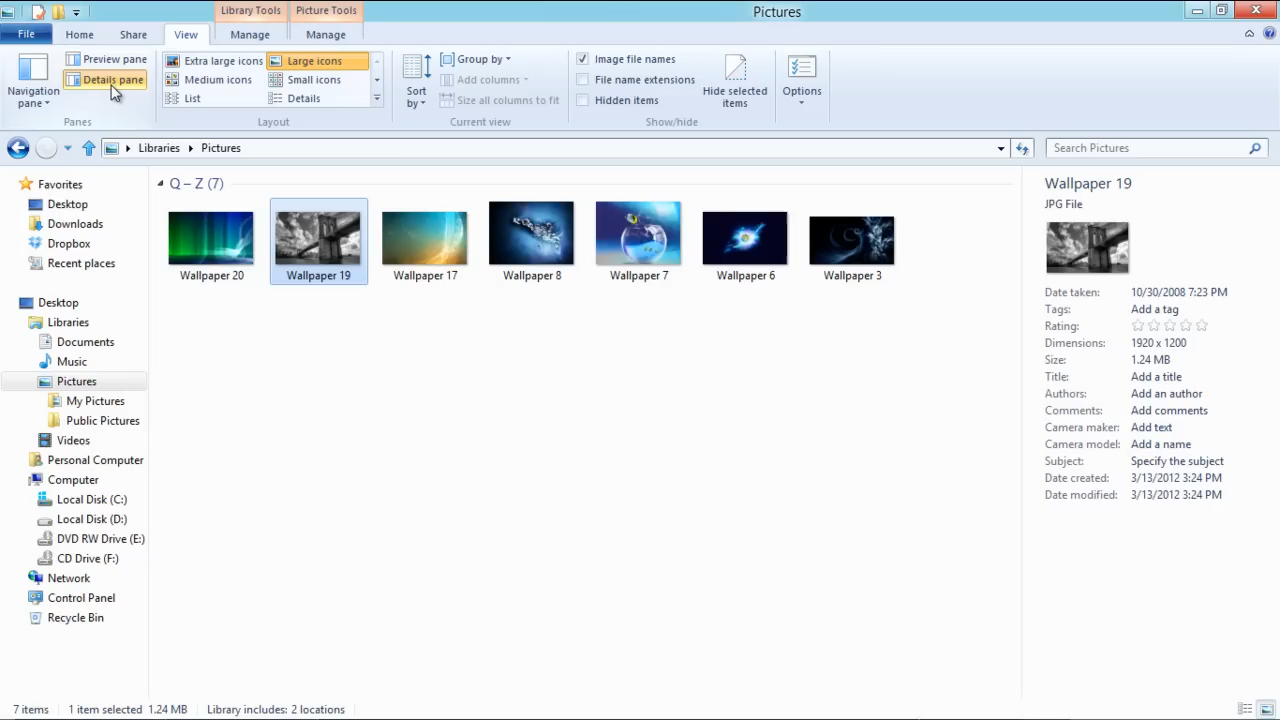 Library Tools
Picture Tools
Pictures
File
Home
Share
View
Manage
Manage
Navigation pane
Preview pane
Details pane
Panes
Extra large icons
Large icons
Medium icons
Small icons
List
Details
Layout
Sort by
Group by
Add columns
Size all columns to fit
Current view
Image file names
File name extensions
Hidden items
Hide selected items
Show/hide
Options
Libraries
Pictures
Search Pictures
Favorites
Desktop
Downloads
Dropbox
Recent places
Desktop
Libraries
Documents
Music
Pictures
My Pictures
Public Pictures
Videos
Personal Computer
Computer
Local Disk (C:)
Local Disk (D:)
DVD RW Drive (E:)
CD Drive (F:)
Network
Control Panel
Recycle Bin
Q – Z (7)
Wallpaper 20
Wallpaper 19
Wallpaper 17
Wallpaper 8
Wallpaper 7
Wallpaper 6
Wallpaper 3
Wallpaper 19
JPG File
Date taken: 10/30/2008 7:23 PM
Tags: Add a tag
Rating:
Dimensions: 1920 x 1200
Size: 1.24 MB
Title: Add a title
Authors: Add an author
Comments: Add comments
Camera maker: Add text
Camera model: Add a name
Subject: Specify the subject
Date created: 3/13/2012 3:24 PM
Date modified: 3/13/2012 3:24 PM
7 items
1 item selected 1.24 MB
Library includes: 2 locations